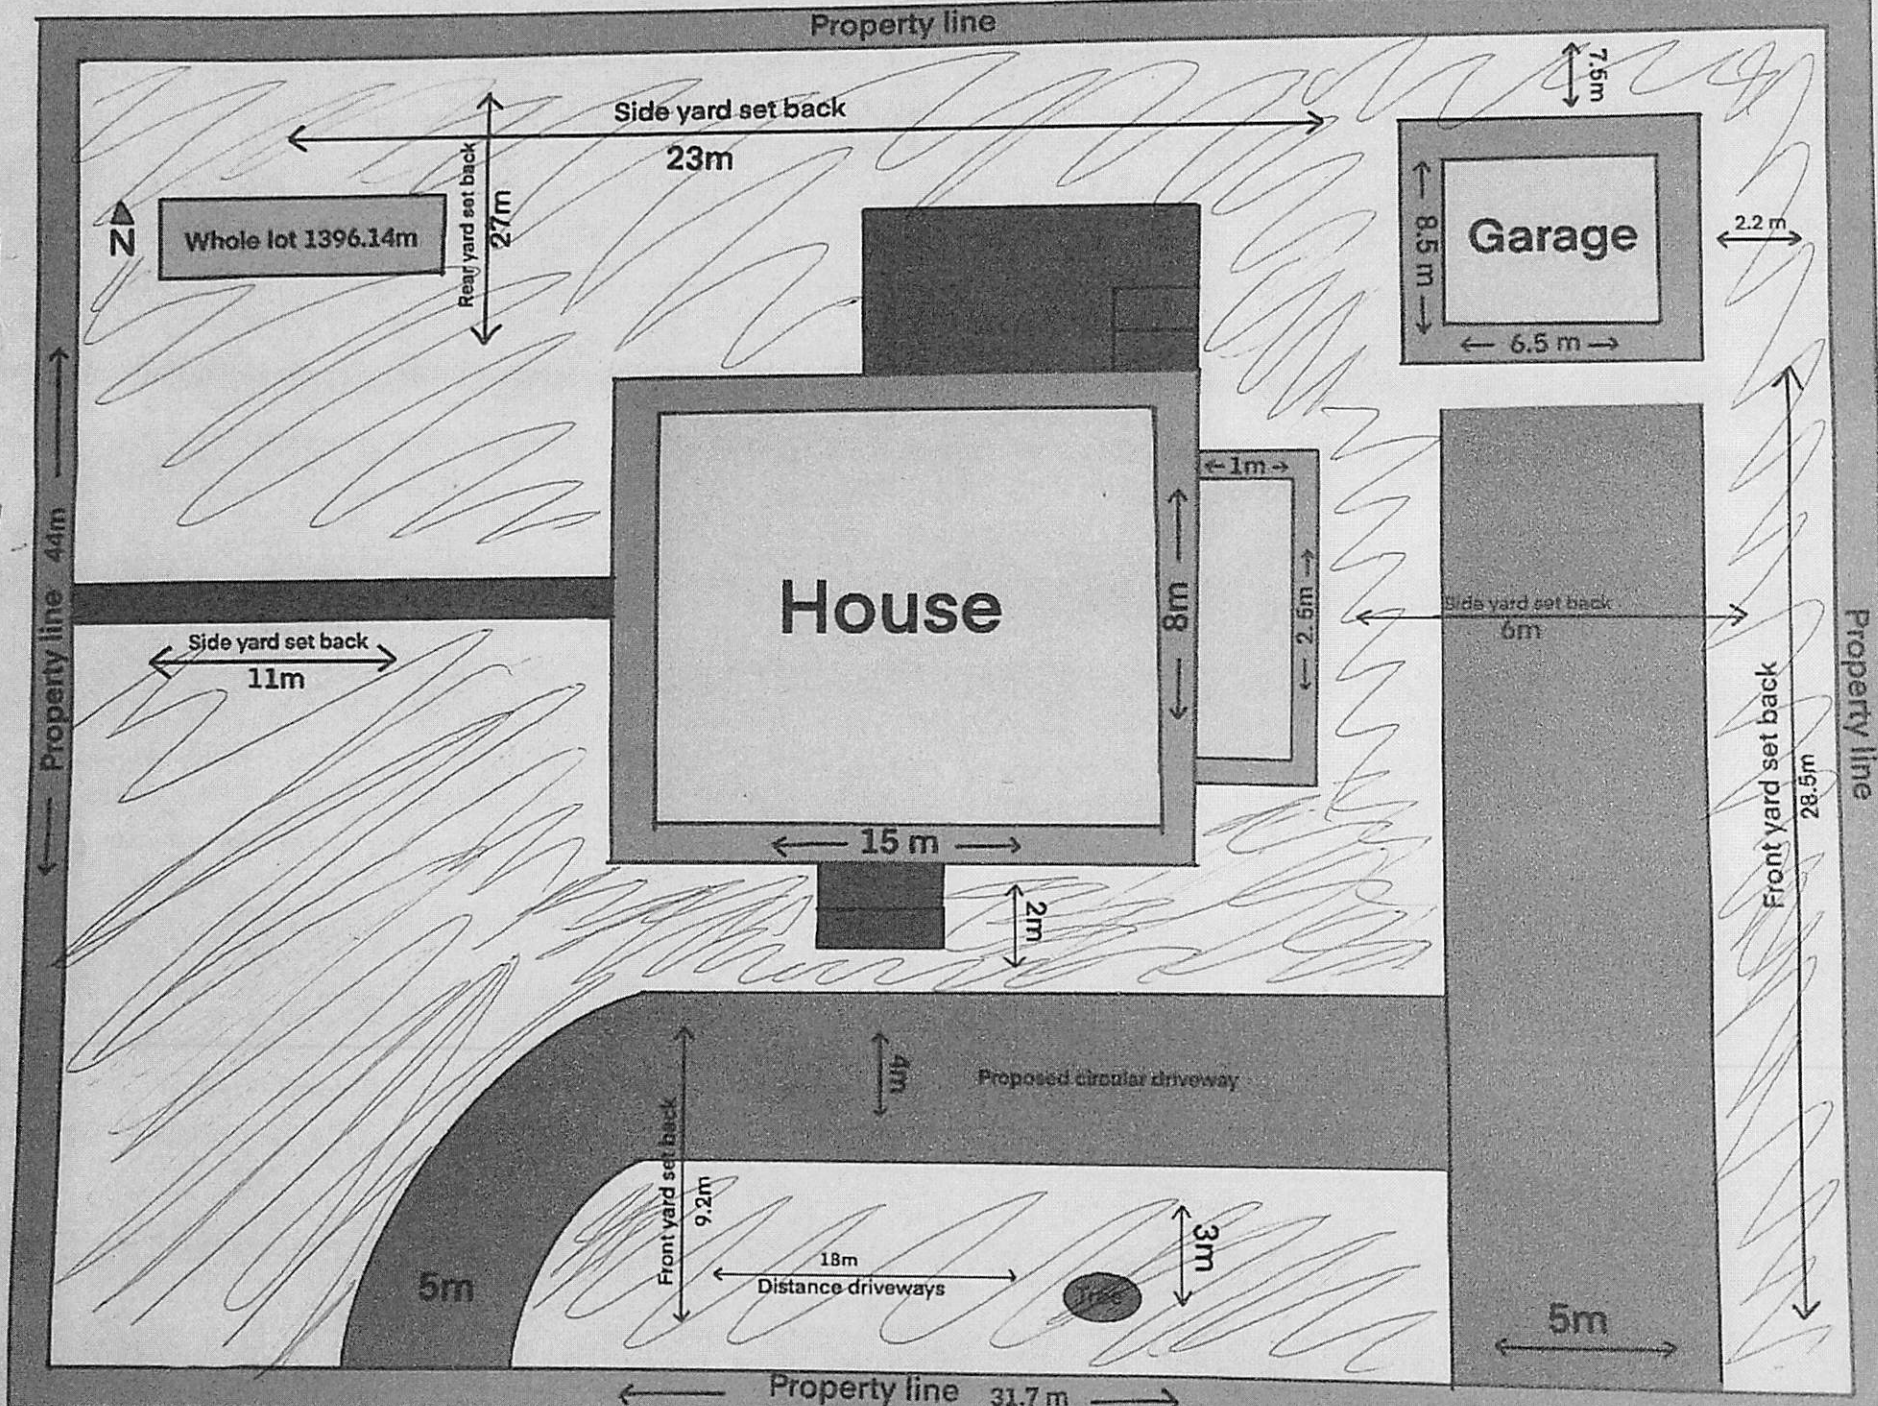 Property line
7.5m
Side yard set back
23m
Rear yard set back
27m
N
Whole lot 1396.14m
8.5 m
Garage
6.5 m
2.2 m
Property line 44m
House
1m
8m
2.5m
15 m
Side yard set back
11m
Side yard set back
6m
Front yard set back
28.5m
Property line
2m
4m
Proposed circular driveway
Front yard set back
9.2m
18m
Distance driveways
3m
Tree
5m
5m
Property line 31.7 m